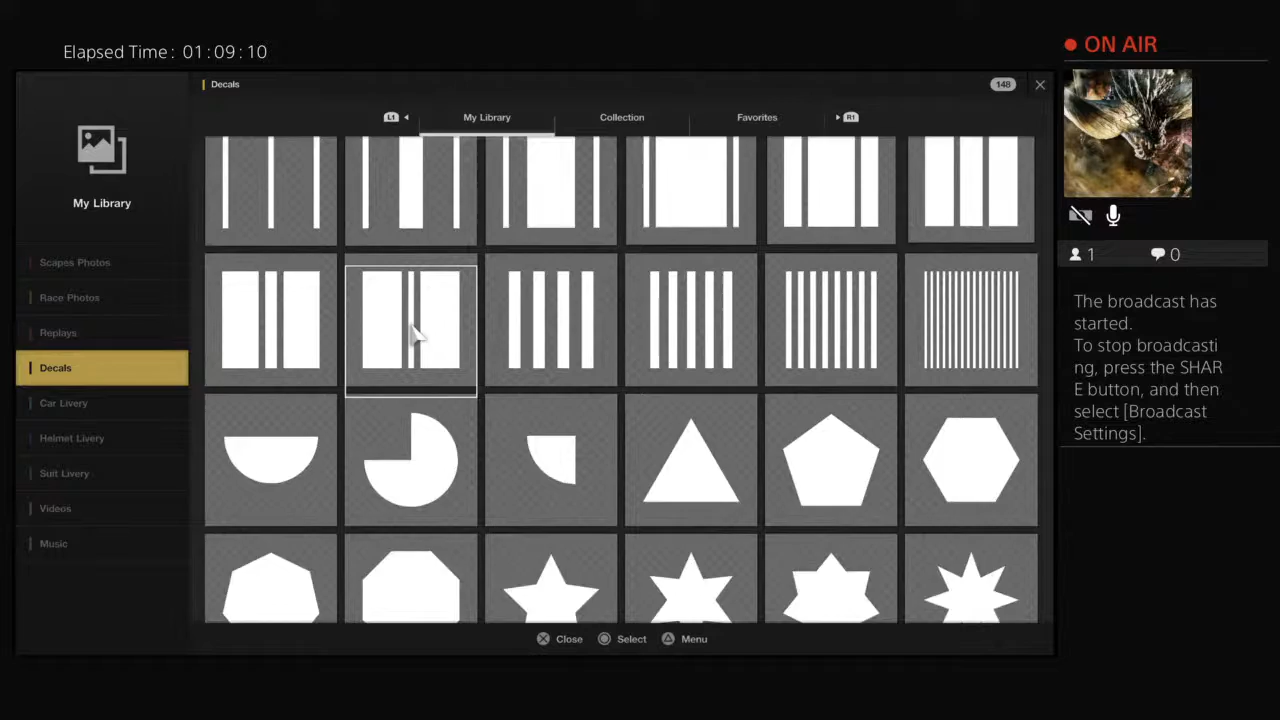 Elapsed Time: 01:09:10
ON AIR
Decals
148
L1
My Library
Collection
Favorites
R1
My Library
Scapes Photos
Race Photos
Replays
Decals
Car Livery
Helmet Livery
Suit Livery
Videos
Music
1
0
The broadcast has
started.
To stop broadcasti
ng, press the SHAR
E button, and then
select [Broadcast
Settings].
Close
Select
Menu